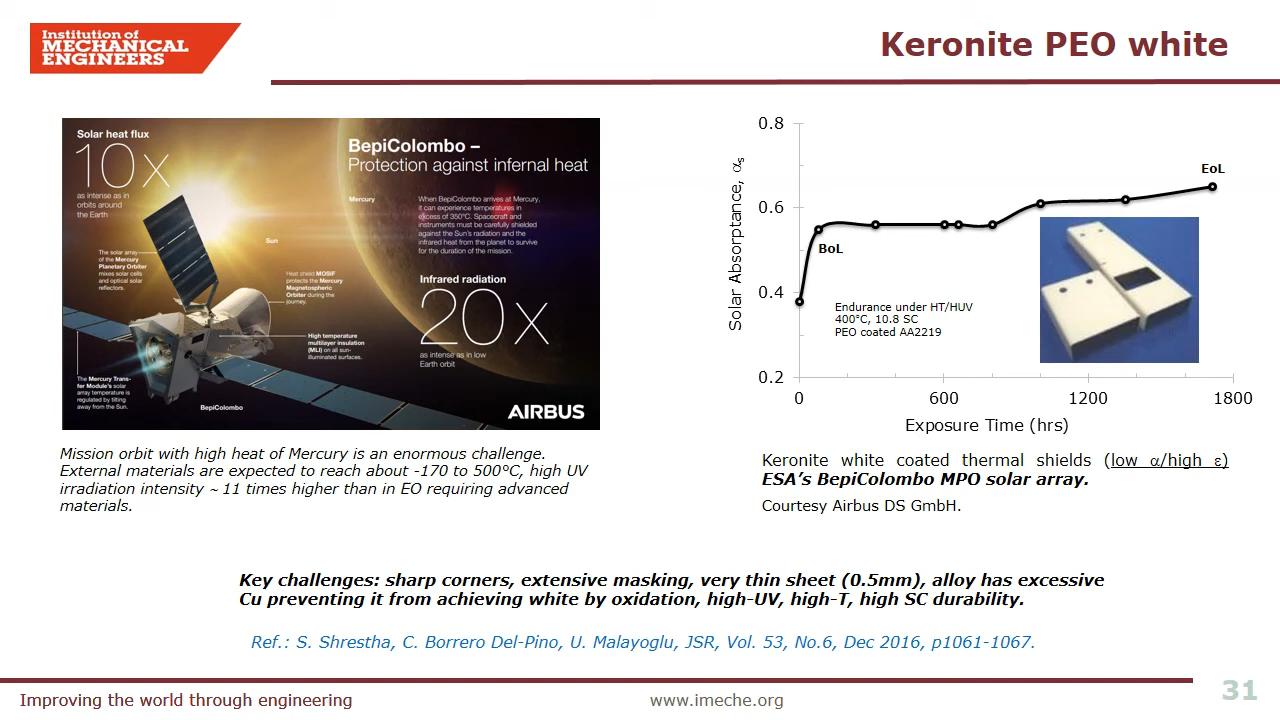 Institution of
MECHANICAL
ENGINEERS
Keronite PEO white
Solar heat flux
10x
as intense as in
orbits around
the Earth
BepiColombo –
Protection against infernal heat
Mercury
When BepiColombo arrives at Mercury,
it can experience temperatures in
excess of 350°C. Spacecraft and
instruments must be carefully shielded
against the Sun's radiation and the
infrared heat from the planet to survive
for the duration of the mission.
Sun
The solar array
of the Mercury
Planetary Orbiter
mixes solar cells
and optical solar
reflectors.
Heat shield MOSIF
protects the Mercury
Magnetospheric
Orbiter during the
journey.
Infrared radiation
20x
as intense as in low
Earth orbit
High temperature
multilayer insulation
(MLI) on all sun-
illuminated surfaces.
The Mercury Trans-
fer Module's solar
array temperature is
regulated by tilting
away from the Sun.
BepiColombo
AIRBUS
Mission orbit with high heat of Mercury is an enormous challenge.
External materials are expected to reach about -170 to 500°C, high UV
irradiation intensity ~ 11 times higher than in EO requiring advanced
materials.
Solar Absorptance, αs
0.8
0.6
0.4
0.2
EoL
BoL
Endurance under HT/HUV
400°C, 10.8 SC
PEO coated AA2219
0 600 1200 1800
Exposure Time (hrs)
Keronite white coated thermal shields (low α/high ε)
ESA's BepiColombo MPO solar array.
Courtesy Airbus DS GmbH.
Key challenges: sharp corners, extensive masking, very thin sheet (0.5mm), alloy has excessive
Cu preventing it from achieving white by oxidation, high-UV, high-T, high SC durability.
Ref.: S. Shrestha, C. Borrero Del-Pino, U. Malayoglu, JSR, Vol. 53, No.6, Dec 2016, p1061-1067.
Improving the world through engineering
www.imeche.org
31